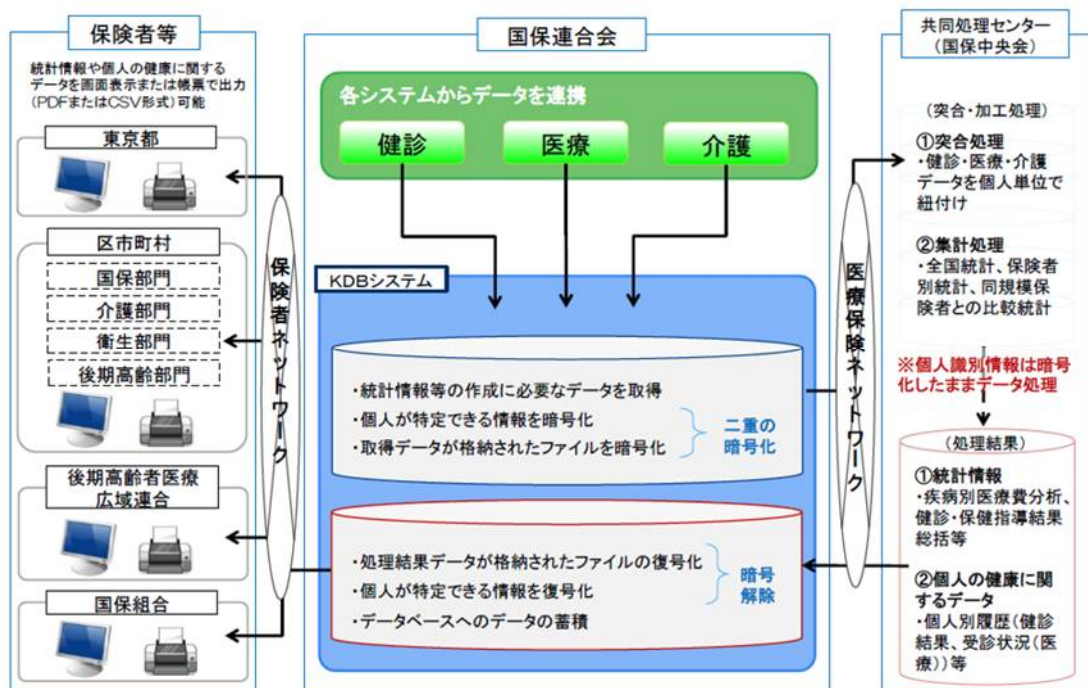 保険者等
統計情報や個人の健康に関する
データを画面表示または帳票で出力
(PDFまたはCSV形式)可能
東京都
区市町村
国保部門
介護部門
衛生部門
後期高齢部門
後期高齢者医療
広域連合
国保組合
保険者ネットワーク
国保連合会
各システムからデータを連携
健診
医療
介護
KDBシステム
・統計情報等の作成に必要なデータを取得
・個人が特定できる情報を暗号化
・取得データが格納されたファイルを暗号化
二重の
暗号化
・処理結果データが格納されたファイルの復号化
・個人が特定できる情報を復号化
・データベースへのデータの蓄積
暗号
解除
医療保険ネットワーク
共同処理センター
(国保中央会)
(突合・加工処理)
①突合処理
・健診・医療・介護
データを個人単位で
紐付け
②集計処理
・全国統計、保険者
別統計、同規模保
険者との比較統計
※個人識別情報は暗号
化したままデータ処理
(処理結果)
①統計情報
・疾病別医療費分析、
健診・保健指導結果
総括等
②個人の健康に関
するデータ
・個人別履歴(健診
結果、受診状況(医
療))等